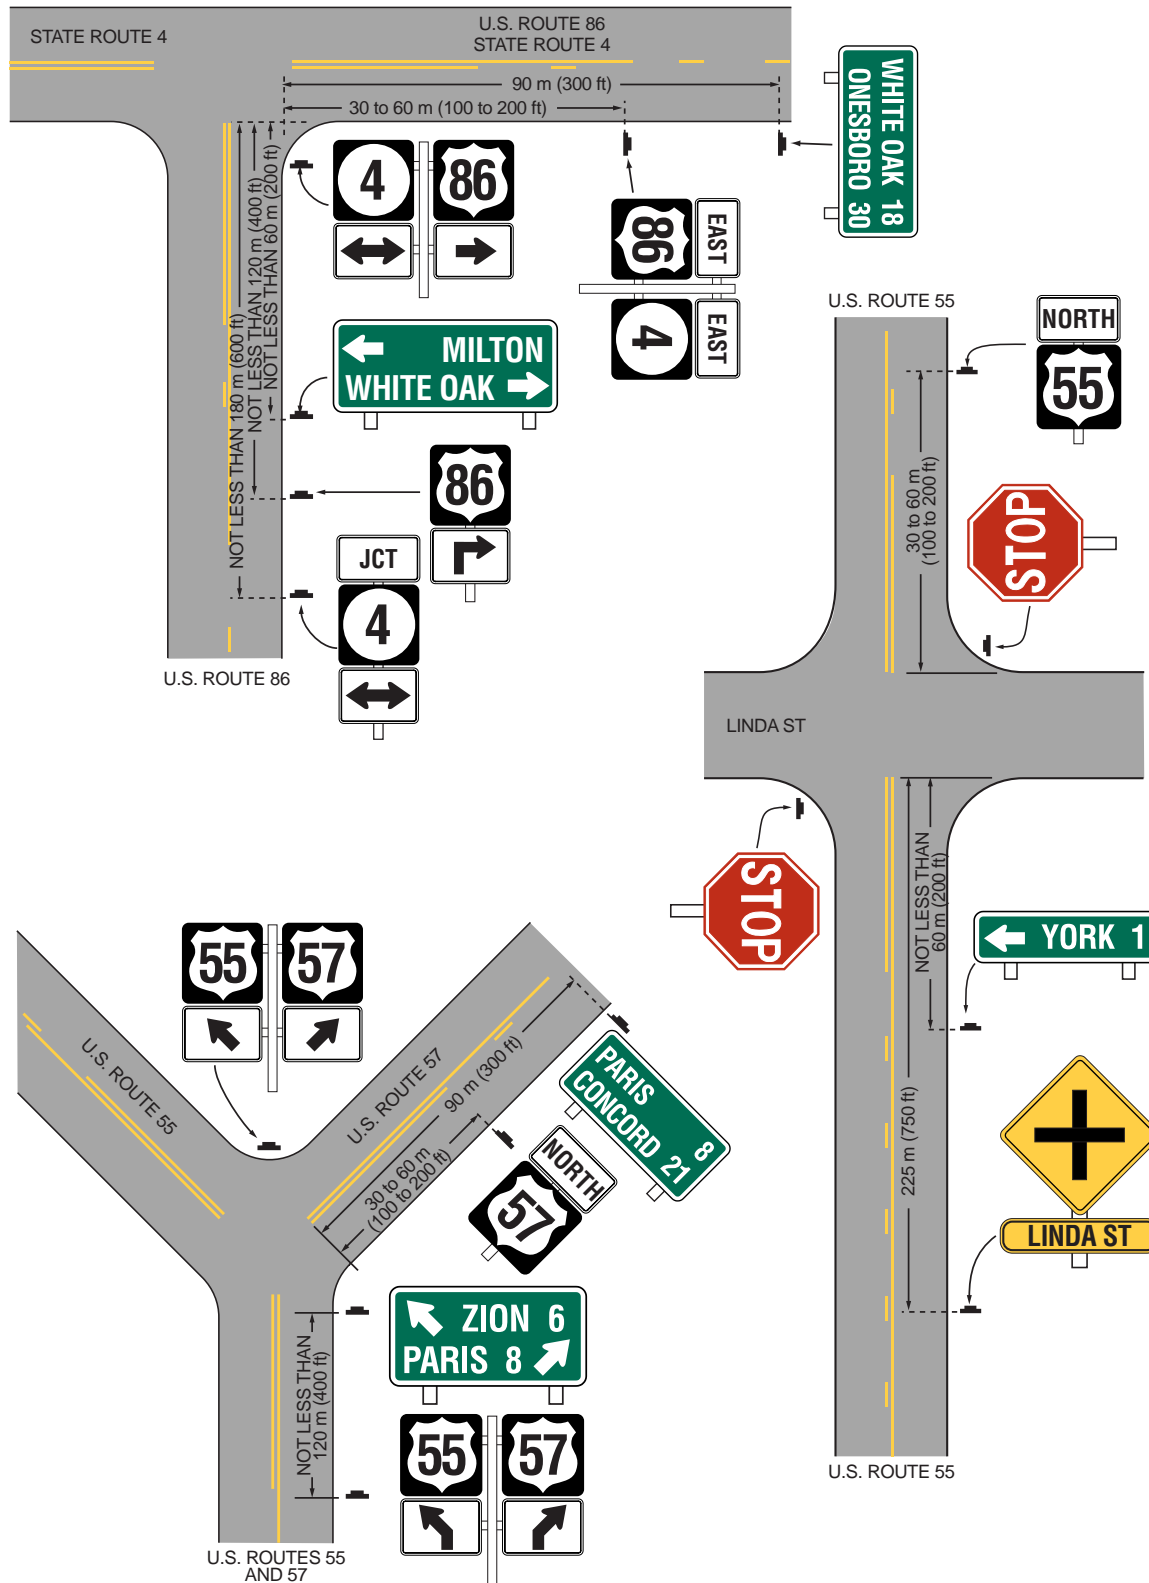 STATE ROUTE 4
U.S. ROUTE 86
STATE ROUTE 4
90 m (300 ft)
30 to 60 m (100 to 200 ft)
WHITE OAK 18
ONESBORO 30
NOT LESS THAN 180 m (600 ft)
NOT LESS THAN 120 m (400 ft)
NOT LESS THAN 60 m (200 ft)
4
86
86
EAST
4
EAST
MILTON
WHITE OAK
86
JCT
4
U.S. ROUTE 86
U.S. ROUTE 55
NORTH
55
30 to 60 m
(100 to 200 ft)
STOP
LINDA ST
STOP
NOT LESS THAN
60 m (200 ft)
YORK 1
225 m (750 ft)
LINDA ST
U.S. ROUTE 55
55
57
U.S. ROUTE 55
U.S. ROUTE 57
90 m (300 ft)
30 to 60 m
(100 to 200 ft)
PARIS 8
CONCORD 21
NORTH
57
ZION 6
PARIS 8
NOT LESS THAN
120 m (400 ft)
55
57
U.S. ROUTES 55
AND 57